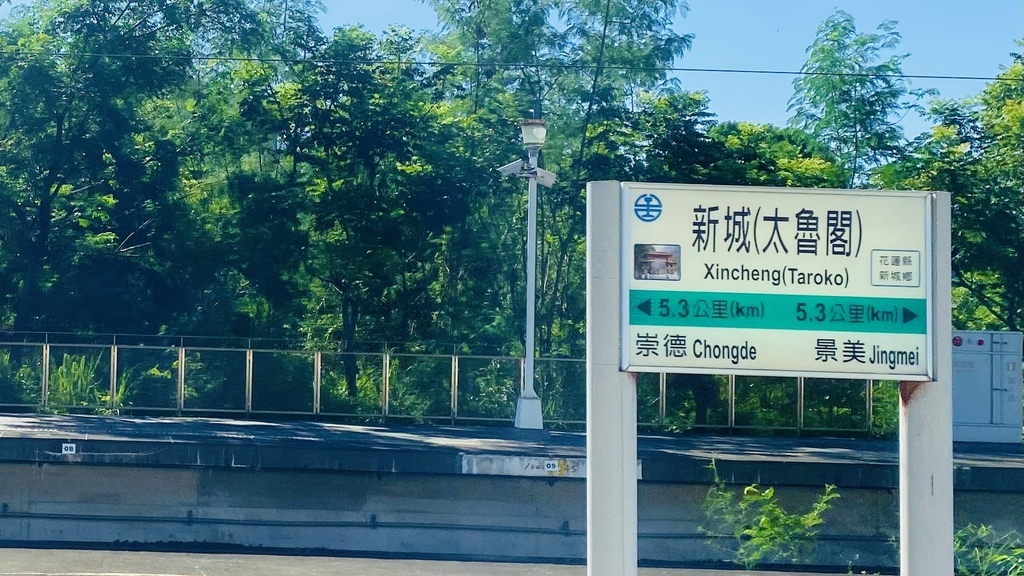 新城(太魯閣)
Xincheng(Taroko)
花蓮縣
新城鄉
5.3公里(km) 5.3公里(km)
崇德 Chongde 景美 Jingmei
08
09